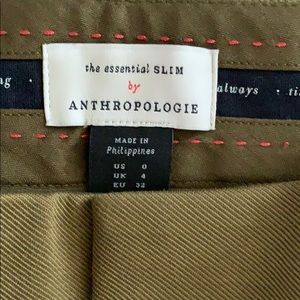 the essential SLIM
by
ANTHROPOLOGIE
always ·
MADE IN
Philippines
US 0
UK 4
EU 32